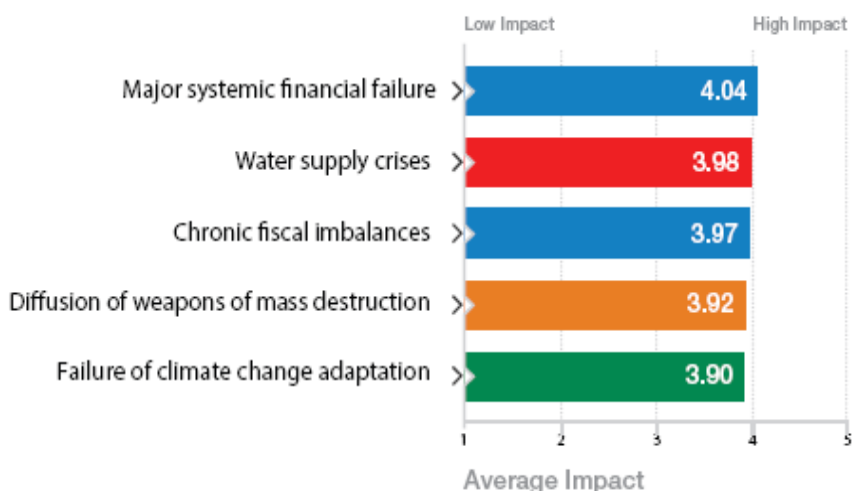 Low Impact High Impact
Major systemic financial failure 4.04
Water supply crises 3.98
Chronic fiscal imbalances 3.97
Diffusion of weapons of mass destruction 3.92
Failure of climate change adaptation 3.90
1 2 3 4 5
Average Impact